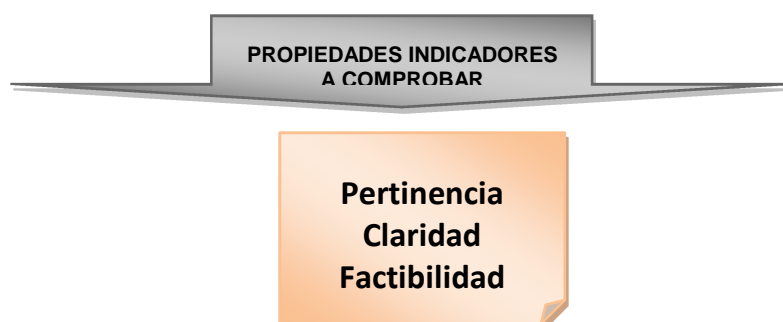 PROPIEDADES INDICADORES
A COMPROBAR
Pertinencia
Claridad
Factibilidad